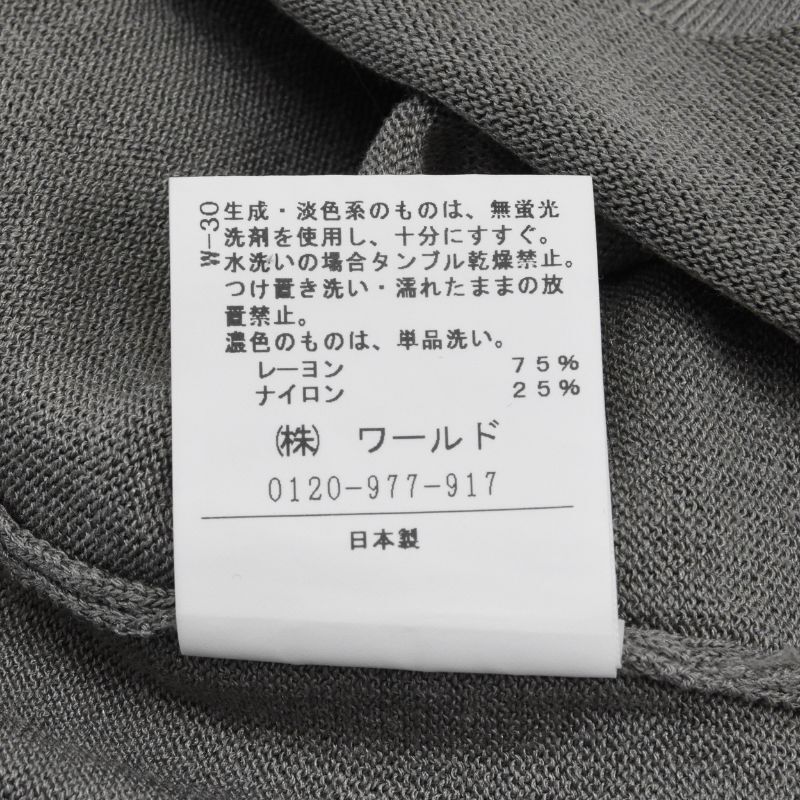 W-30
生成・淡色系のものは、無蛍光
洗剤を使用し、十分にすすぐ。
水洗いの場合タンブル乾燥禁止。
つけ置き洗い・濡れたままの放
置禁止。
濃色のものは、単品洗い。
レーヨン 75%
ナイロン 25%
㈱ ワールド
0120-977-917
日本製